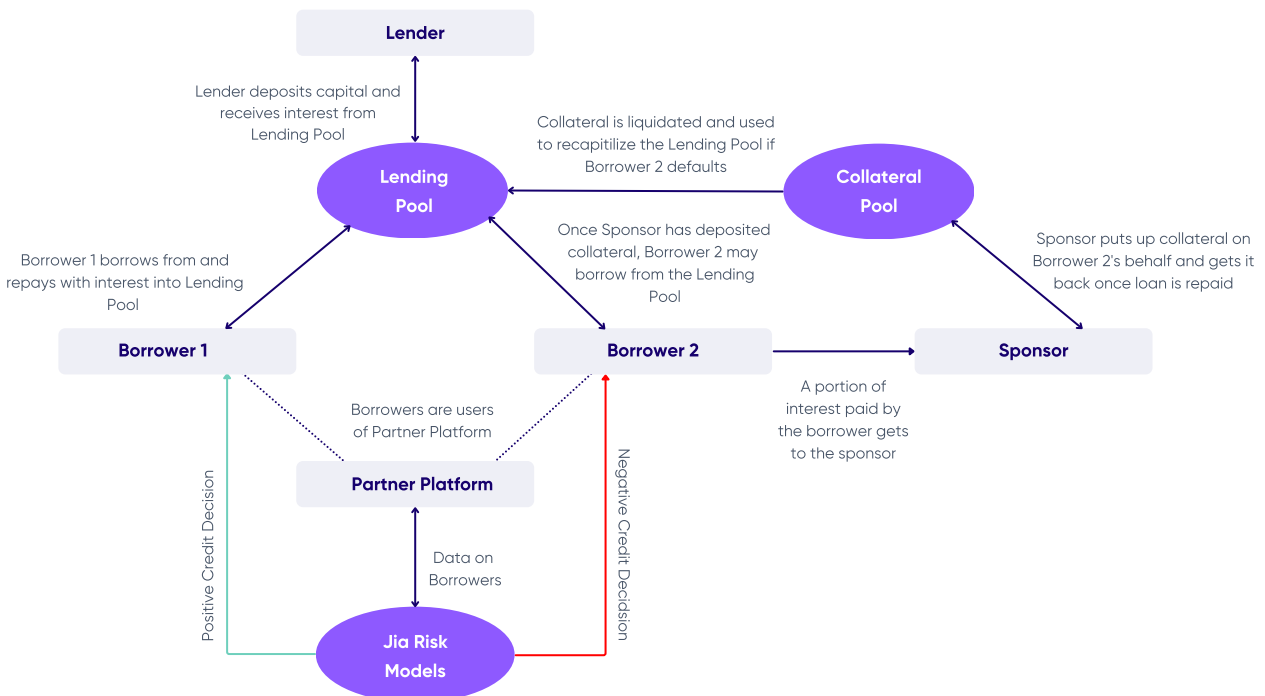 Lender
Lender deposits capital and
receives interest from
Lending Pool
Collateral is liquidated and used
to recapitilize the Lending Pool if
Borrower 2 defaults
Lending
Pool
Collateral
Pool
Once Sponsor has deposited
collateral, Borrower 2 may
borrow from the Lending
Pool
Sponsor puts up collateral on
Borrower 2's behalf and gets it
back once loan is repaid
Borrower 1 borrows from and
repays with interest into Lending
Pool
Borrower 1
Borrower 2
Sponsor
A portion of
interest paid by
the borrower gets
to the sponsor
Borrowers are users
of Partner Platform
Partner Platform
Positive Credit Decision
Negative Credit Decidsion
Data on
Borrowers
Jia Risk
Models